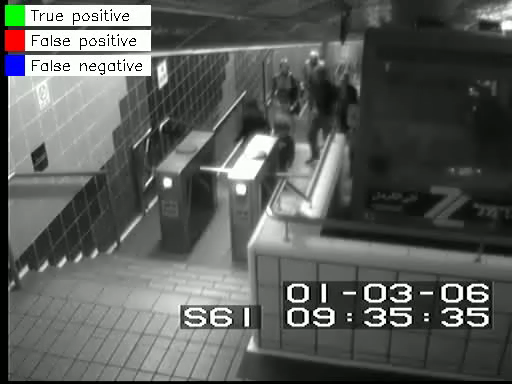 True positive
False positive
False negative
01-03-06
S61 09:35:35